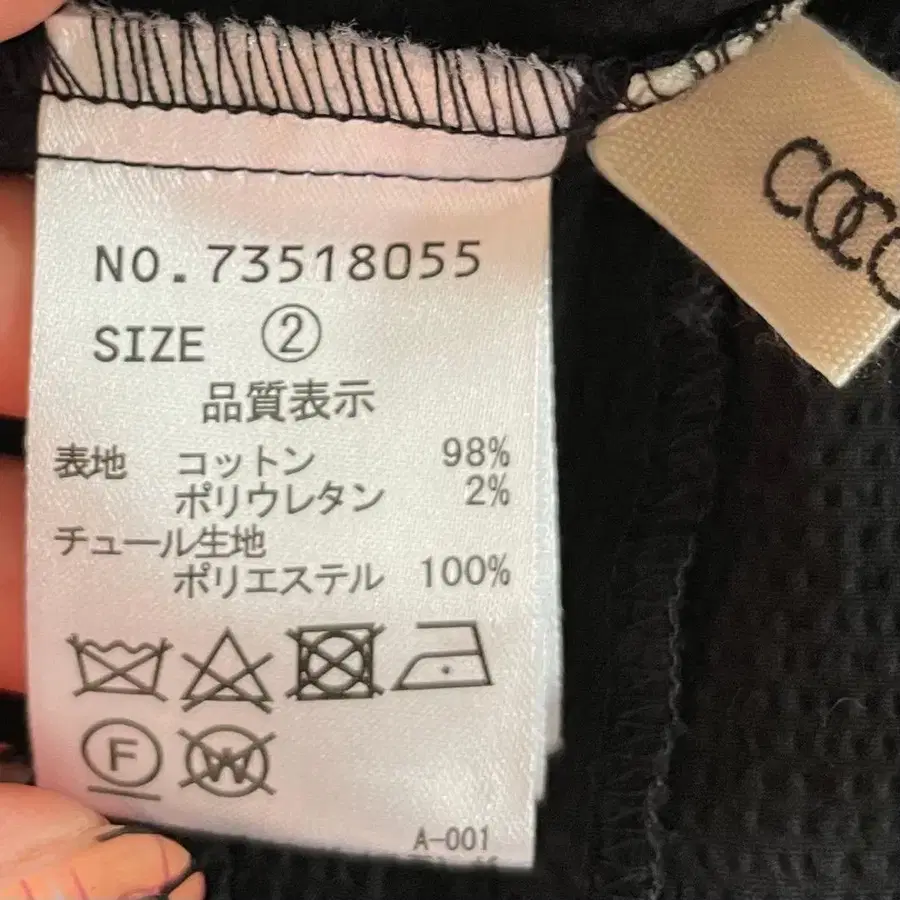 NO.73518055
SIZE ②
品質表示
表地 コットン 98%
ポリウレタン 2%
チュール生地
ポリエステル 100%
F
W
A-001
COCO